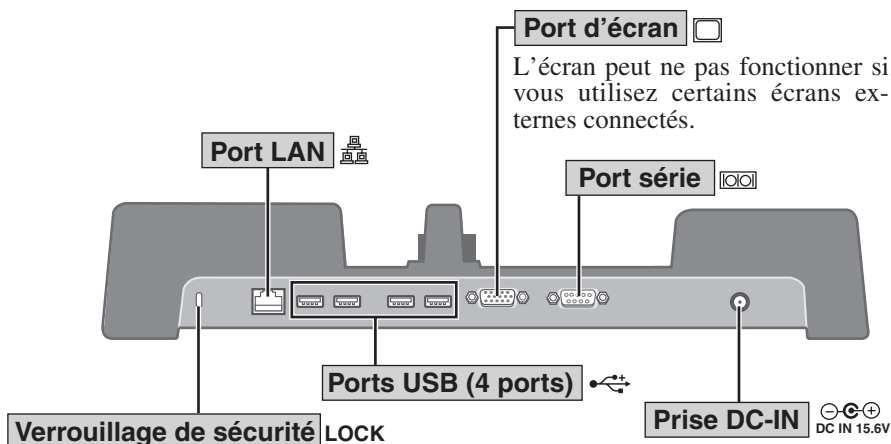 Port d'écran
L'écran peut ne pas fonctionner si
vous utilisez certains écrans ex-
ternes connectés.
Port LAN
Port série
Ports USB (4 ports)
Prise DC-IN
DC IN 15.6V
Verrouillage de sécurité LOCK